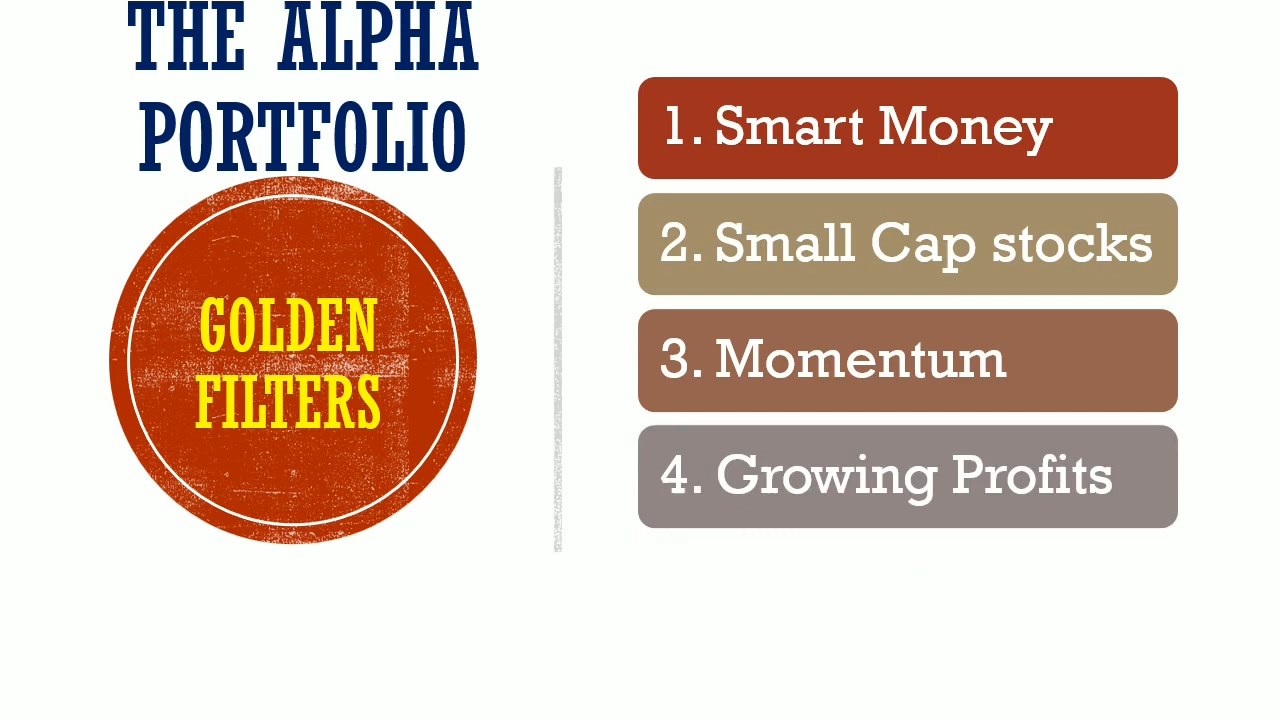 THE ALPHA
PORTFOLIO
GOLDEN
FILTERS
1. Smart Money
2. Small Cap stocks
3. Momentum
4. Growing Profits